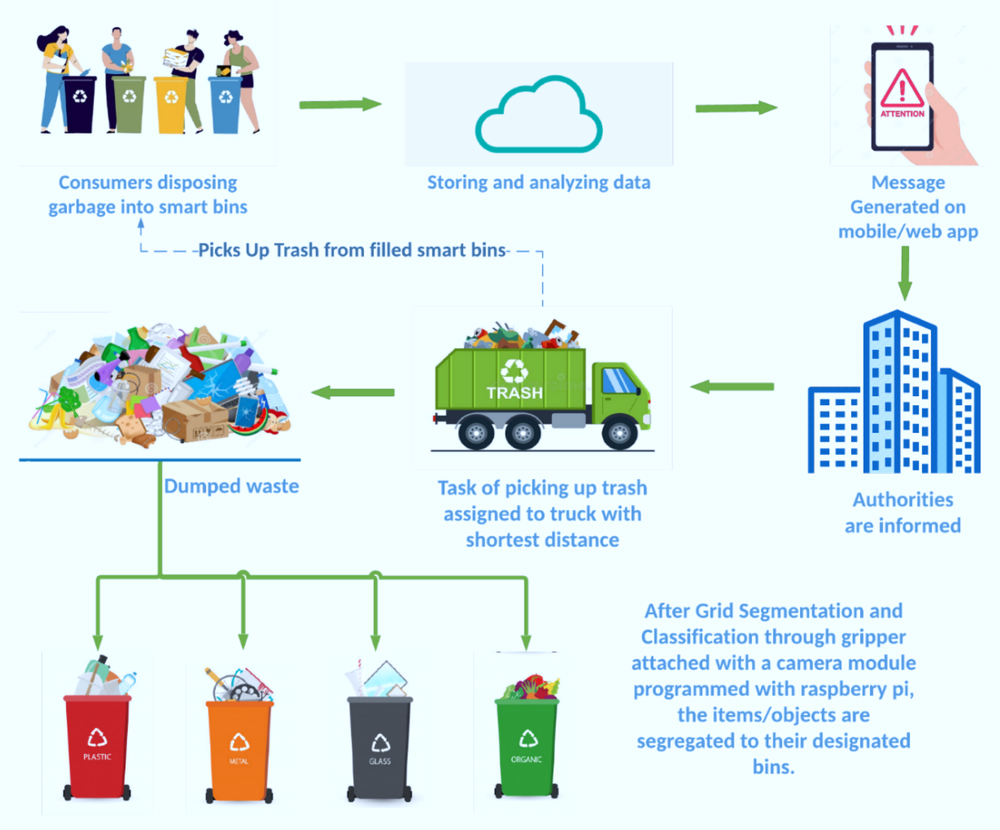 ATTENTION
Consumers disposing
garbage into smart bins
Storing and analyzing data
Message
Generated on
mobile/web app
Picks Up Trash from filled smart bins
TRASH
Dumped waste
Task of picking up trash
assigned to truck with
shortest distance
Authorities
are informed
After Grid Segmentation and
Classification through gripper
attached with a camera module
programmed with raspberry pi,
the items/objects are
segregated to their designated
bins.
PLASTIC
METAL
GLASS
ORGANIC